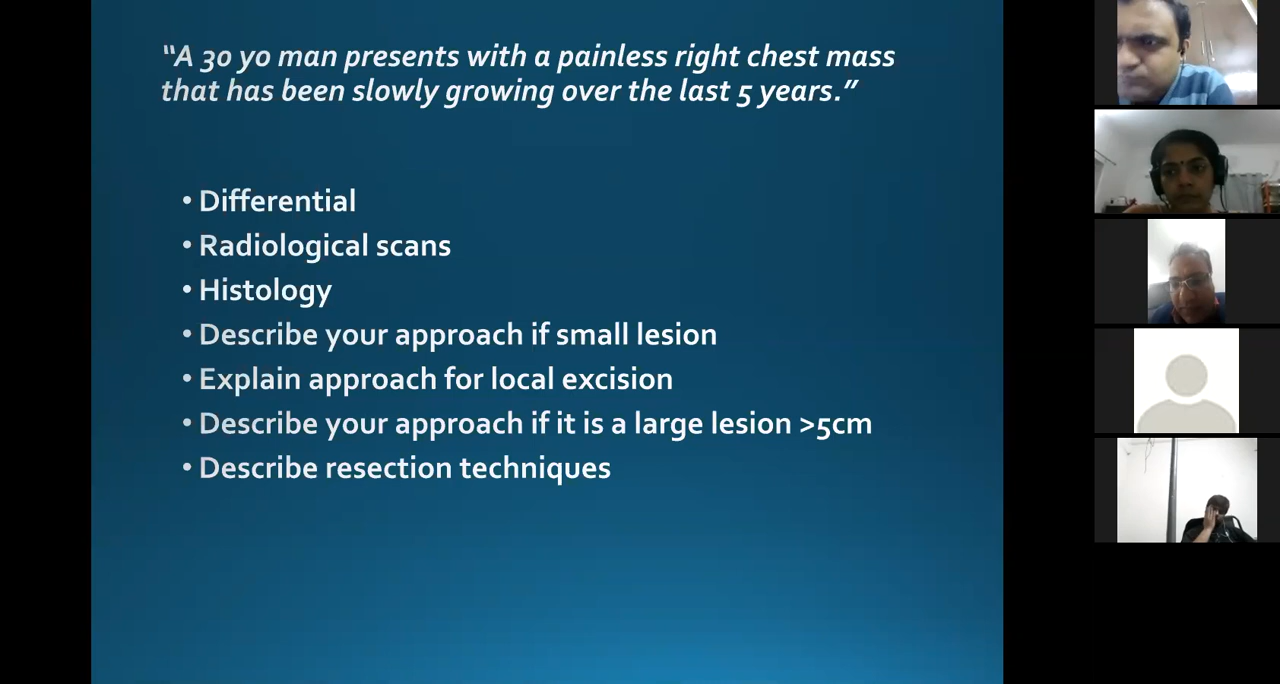 “A 30 yo man presents with a painless right chest mass
that has been slowly growing over the last 5 years.”
• Differential
• Radiological scans
• Histology
• Describe your approach if small lesion
• Explain approach for local excision
• Describe your approach if it is a large lesion >5cm
• Describe resection techniques